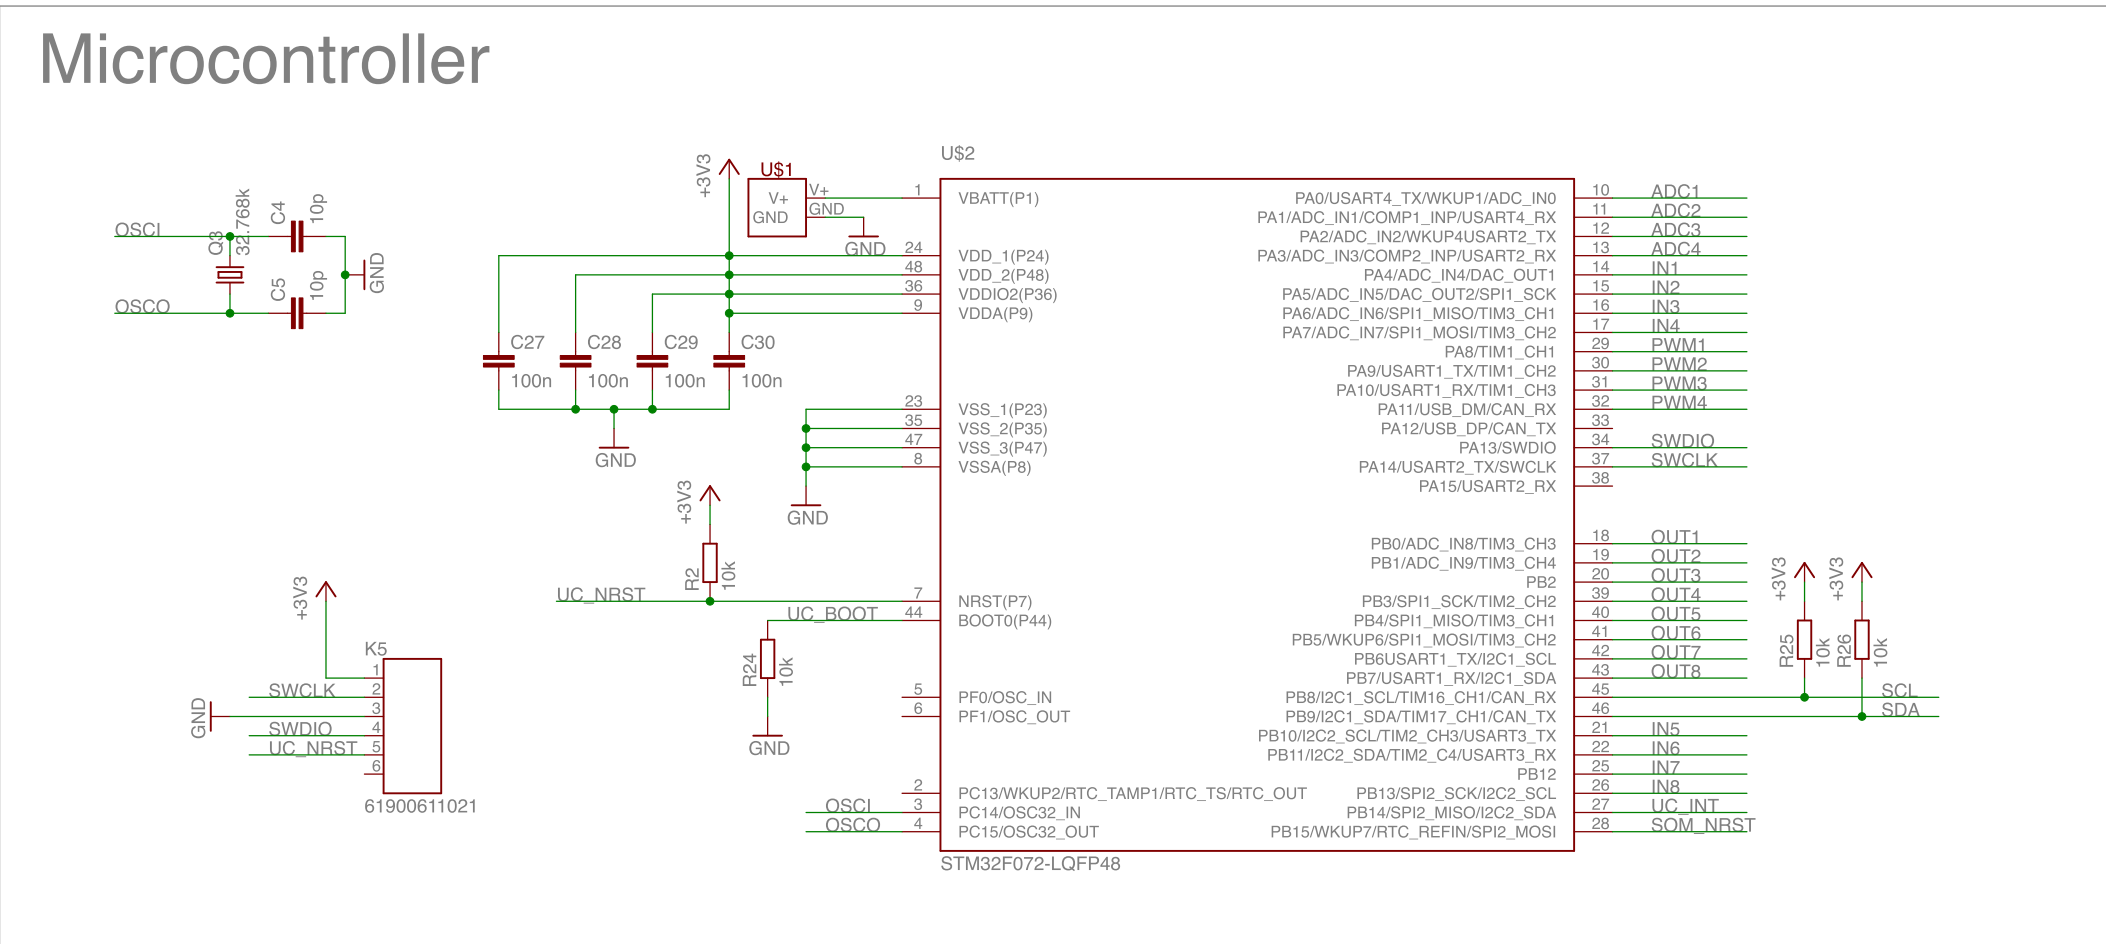 Microcontroller
OSCI
OSCO
Q3
32.768k
C4
10p
C5
10p
GND
+3V3
U$1
V+
GND
V+
GND
GND
C27
100n
C28
100n
C29
100n
C30
100n
GND
GND
+3V3
R2
10k
UC_NRST
UC_BOOT
R24
10k
GND
+3V3
K5
1
SWCLK 2
GND 3
SWDIO 4
UC_NRST 5
6
61900611021
OSCI
OSCO
U$2
1 VBATT(P1)
24 VDD_1(P24)
48 VDD_2(P48)
36 VDDIO2(P36)
9 VDDA(P9)
23 VSS_1(P23)
35 VSS_2(P35)
47 VSS_3(P47)
8 VSSA(P8)
7 NRST(P7)
44 BOOT0(P44)
5 PF0/OSC_IN
6 PF1/OSC_OUT
2 PC13/WKUP2/RTC_TAMP1/RTC_TS/RTC_OUT
3 PC14/OSC32_IN
4 PC15/OSC32_OUT
PA0/USART4_TX/WKUP1/ADC_IN0 10 ADC1
PA1/ADC_IN1/COMP1_INP/USART4_RX 11 ADC2
PA2/ADC_IN2/WKUP4USART2_TX 12 ADC3
PA3/ADC_IN3/COMP2_INP/USART2_RX 13 ADC4
PA4/ADC_IN4/DAC_OUT1 14 IN1
PA5/ADC_IN5/DAC_OUT2/SPI1_SCK 15 IN2
PA6/ADC_IN6/SPI1_MISO/TIM3_CH1 16 IN3
PA7/ADC_IN7/SPI1_MOSI/TIM3_CH2 17 IN4
PA8/TIM1_CH1 29 PWM1
PA9/USART1_TX/TIM1_CH2 30 PWM2
PA10/USART1_RX/TIM1_CH3 31 PWM3
PA11/USB_DM/CAN_RX 32 PWM4
PA12/USB_DP/CAN_TX 33
PA13/SWDIO 34 SWDIO
PA14/USART2_TX/SWCLK 37 SWCLK
PA15/USART2_RX 38
PB0/ADC_IN8/TIM3_CH3 18 OUT1
PB1/ADC_IN9/TIM3_CH4 19 OUT2
PB2 20 OUT3
PB3/SPI1_SCK/TIM2_CH2 39 OUT4
PB4/SPI1_MISO/TIM3_CH1 40 OUT5
PB5/WKUP6/SPI1_MOSI/TIM3_CH2 41 OUT6
PB6USART1_TX/I2C1_SCL 42 OUT7
PB7/USART1_RX/I2C1_SDA 43 OUT8
PB8/I2C1_SCL/TIM16_CH1/CAN_RX 45 SCL
PB9/I2C1_SDA/TIM17_CH1/CAN_TX 46 SDA
PB10/I2C2_SCL/TIM2_CH3/USART3_TX 21 IN5
PB11/I2C2_SDA/TIM2_C4/USART3_RX 22 IN6
PB12 25 IN7
PB13/SPI2_SCK/I2C2_SCL 26 IN8
PB14/SPI2_MISO/I2C2_SDA 27 UC_INT
PB15/WKUP7/RTC_REFIN/SPI2_MOSI 28 SOM_NRST
STM32F072-LQFP48
+3V3
R25
10k
+3V3
R26
10k